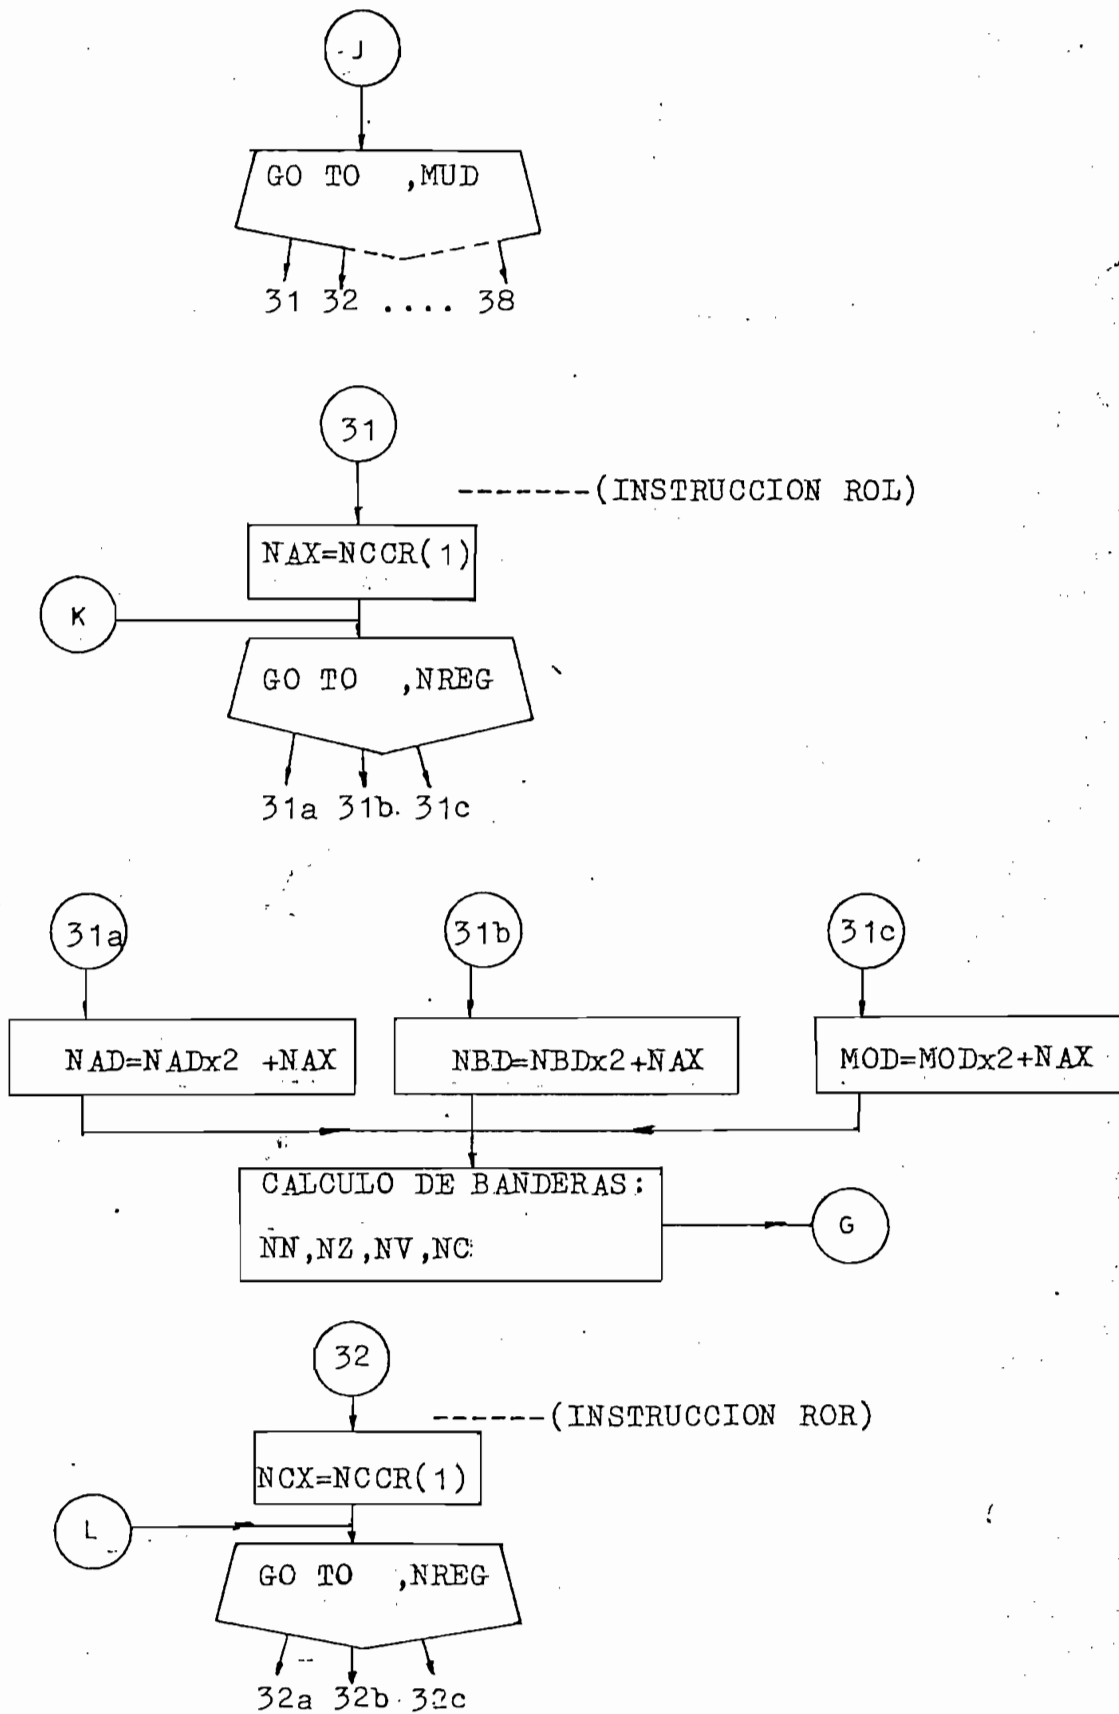 J
GO TO ,MUD
31 32 .... 38
31
------(INSTRUCCION ROL)
NAX=NCCR(1)
K
GO TO ,NREG
31a 31b. 31c
31a 31b 31c
NAD=NADx2 +NAX
NBD=NBDx2+NAX
MOD=MODx2+NAX
CALCULO DE BANDERAS:
NN,NZ,NV,NC
G
32
------(INSTRUCCION ROR)
NCX=NCCR(1)
L
GO TO ,NREG
32a 32b 32c